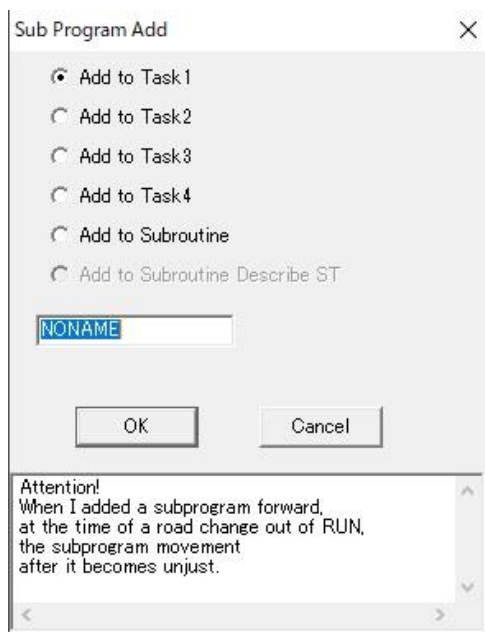 Sub Program Add
Add to Task1
Add to Task2
Add to Task3
Add to Task4
Add to Subroutine
Add to Subroutine Describe ST
NONAME
OK Cancel
Attention!
When I added a subprogram forward,
at the time of a road change out of RUN,
the subprogram movement
after it becomes unjust.